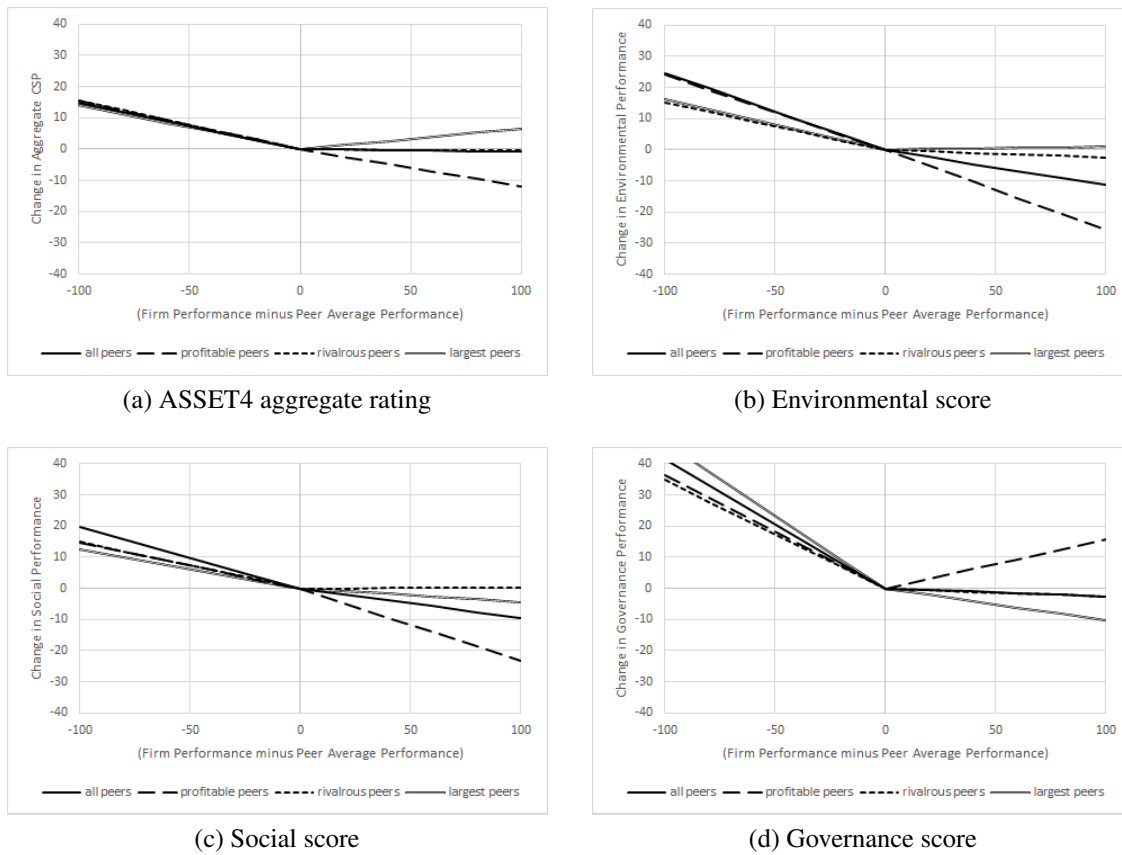 Change in Aggregate CSP
40
30
20
10
0
-10
-20
-30
-40
-100 -50 0 50 100
(Firm Performance minus Peer Average Performance)
all peers profitable peers rivalrous peers largest peers
(a) ASSET4 aggregate rating
Change in Environmental Performance
40
30
20
10
0
-10
-20
-30
-40
-100 -50 0 50 100
(Firm Performance minus Peer Average Performance)
all peers profitable peers rivalrous peers largest peers
(b) Environmental score
Change in Social Performance
40
30
20
10
0
-10
-20
-30
-40
-100 -50 0 50 100
(Firm Performance minus Peer Average Performance)
all peers profitable peers rivalrous peers largest peers
(c) Social score
Change in Governance Performance
40
30
20
10
0
-10
-20
-30
-40
-100 -50 0 50 100
(Firm Performance minus Peer Average Performance)
all peers profitable peers rivalrous peers largest peers
(d) Governance score